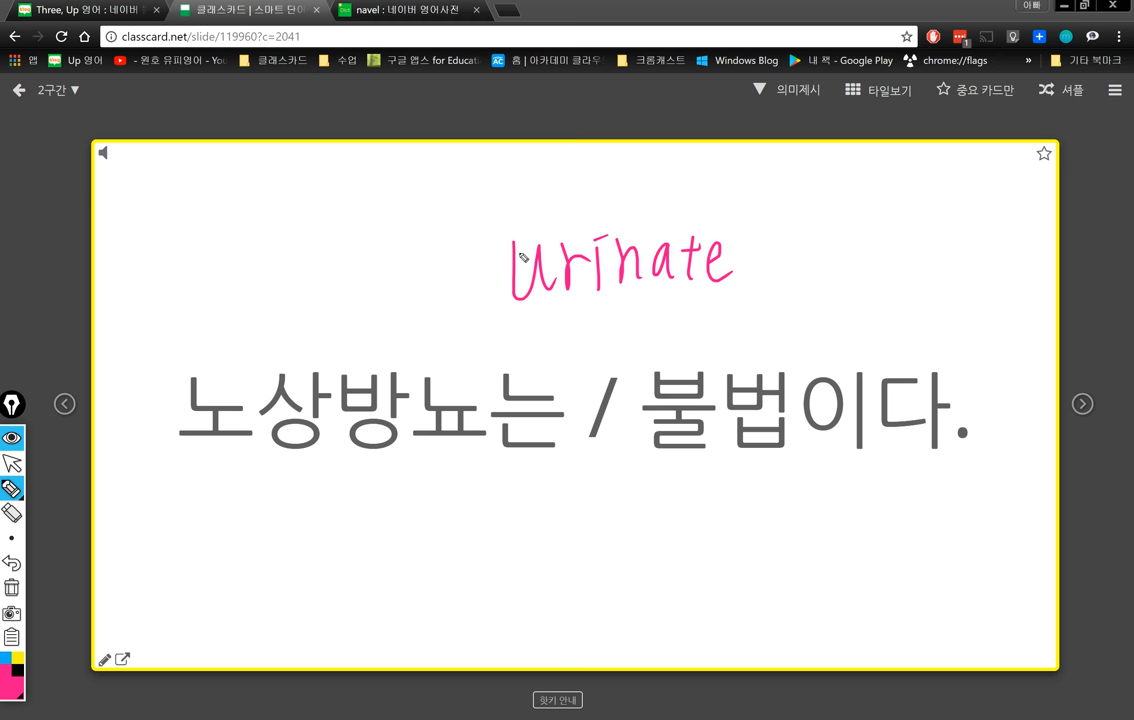 Three, Up 영어 : 네이버
클래스카드 | 스마트 단어
navel : 네이버 영어사전
아빠
classcard.net/slide/119960?c=2041
1
앱
Up 영어
- 원호 유피영어 - You
클래스카드
수업
구글 앱스 for Educati
홈 | 아카데미 클라우드
크롬캐스트
Windows Blog
내 책 - Google Play
chrome://flags
»
기타 북마크
2구간 ▼
▼ 의미제시
타일보기
중요 카드만
셔플
urinate
노상방뇨는 / 불법이다.
핫키 안내